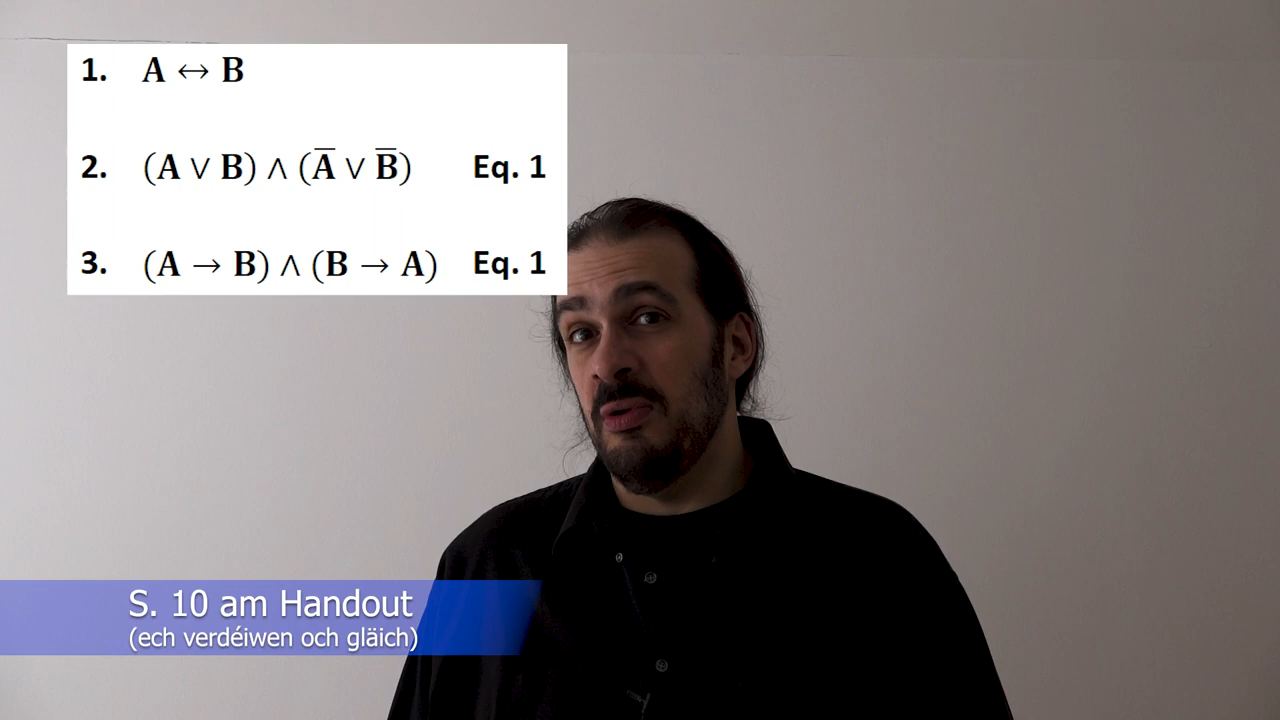 1. A ↔ B
2. (A ∨ B) ∧ (A̅ ∨ B̅) Eq. 1
3. (A → B) ∧ (B → A) Eq. 1
S. 10 am Handout
(ech verdéiwen och gläich)